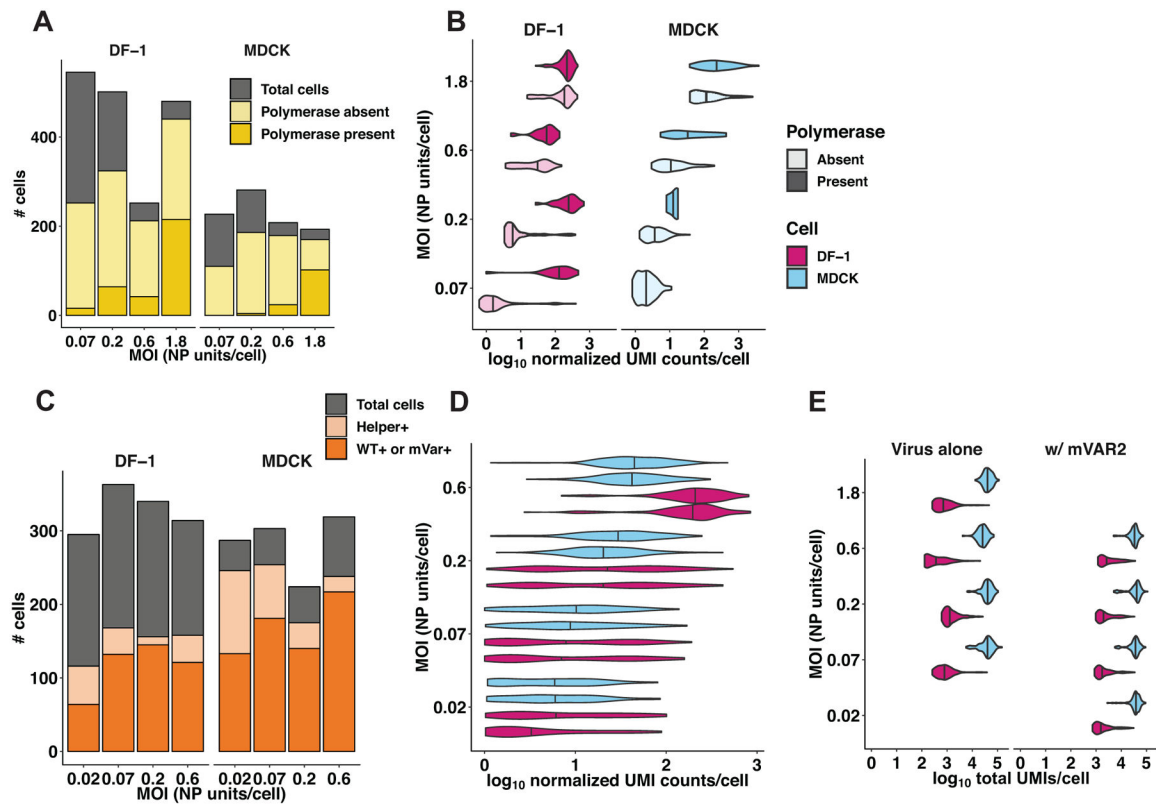 A
DF−1
MDCK
Total cells
Polymerase absent
Polymerase present
# cells
400
200
0
0.07 0.2 0.6 1.8
0.07 0.2 0.6 1.8
MOI (NP units/cell)
B
DF−1
MDCK
MOI (NP units/cell)
1.8
0.6
0.2
0.07
0 1 2 3
0 1 2 3
log10 normalized UMI counts/cell
Polymerase
Absent
Present
Cell
DF−1
MDCK
C
Total cells
Helper+
WT+ or mVar+
DF−1
MDCK
# cells
300
200
100
0
0.02 0.07 0.2 0.6
0.02 0.07 0.2 0.6
MOI (NP units/cell)
D
MOI (NP units/cell)
0.6
0.2
0.07
0.02
0 1 2 3
log10 normalized UMI counts/cell
E
Virus alone
w/ mVAR2
MOI (NP units/cell)
1.8
0.6
0.2
0.07
0.02
0 1 2 3 4 5
0 1 2 3 4 5
log10 total UMIs/cell